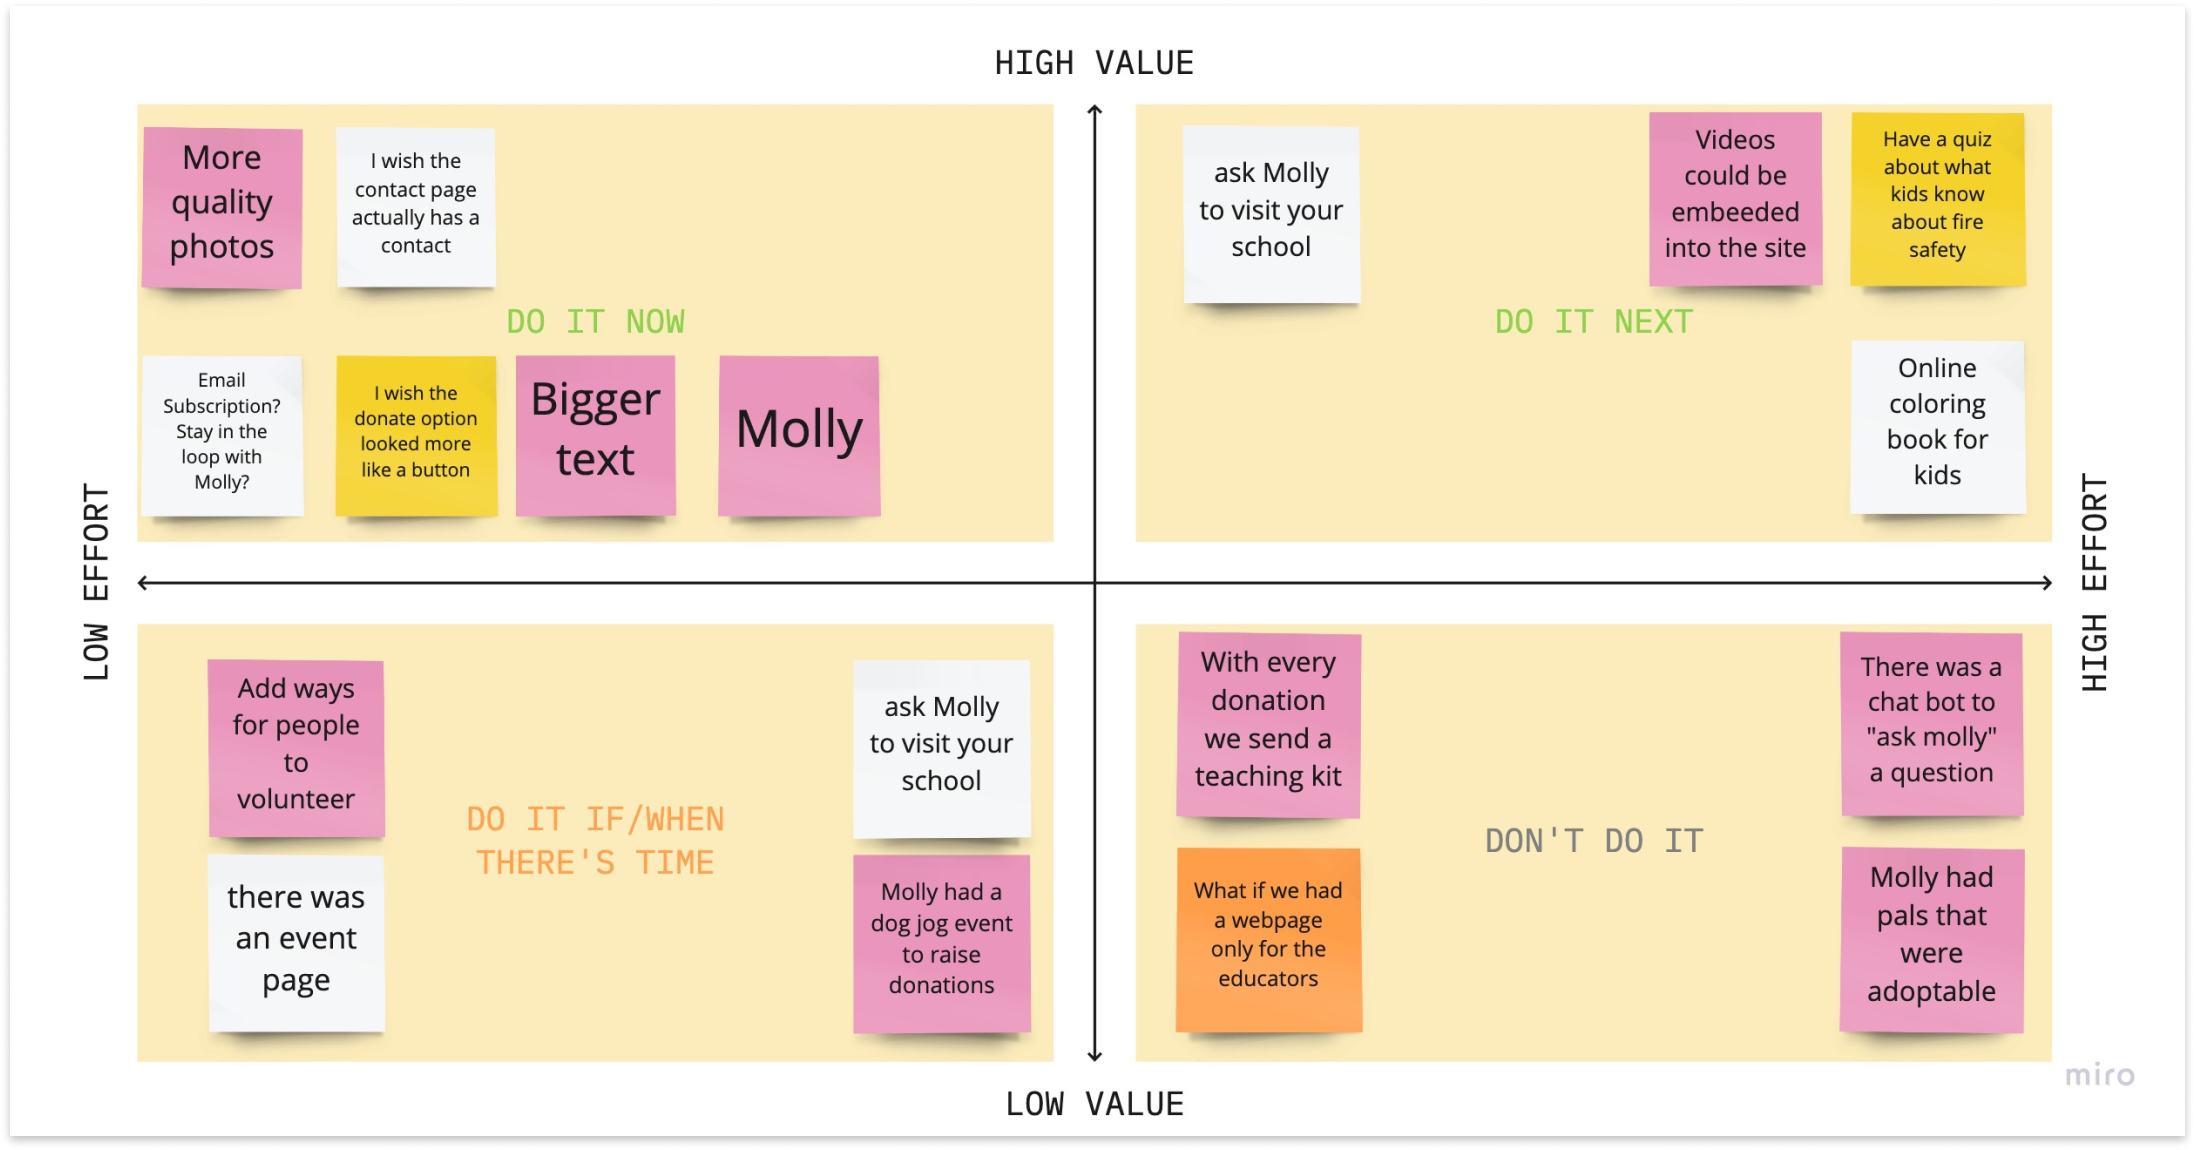 HIGH VALUE
More
quality
photos
I wish the
contact page
actually has a
contact
DO IT NOW
Email
Subscription?
Stay in the
loop with
Molly?
I wish the
donate option
looked more
like a button
Bigger
text
Molly
ask Molly
to visit your
school
Videos
could be
embeeded
into the site
Have a quiz
about what
kids know
about fire
safety
DO IT NEXT
Online
coloring
book for
kids
LOW EFFORT
HIGH EFFORT
Add ways
for people
to
volunteer
ask Molly
to visit your
school
DO IT IF/WHEN
THERE'S TIME
there was
an event
page
Molly had a
dog jog event
to raise
donations
With every
donation
we send a
teaching kit
There was a
chat bot to
"ask molly"
a question
DON'T DO IT
What if we had
a webpage
only for the
educators
Molly had
pals that
were
adoptable
LOW VALUE
miro